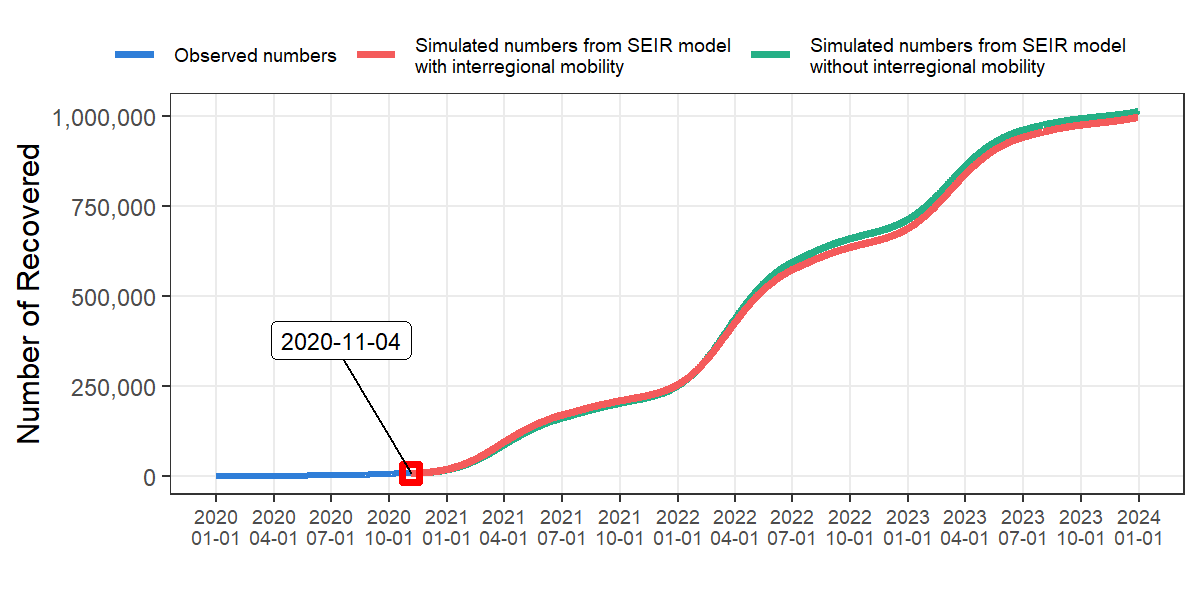 Observed numbers
Simulated numbers from SEIR model
with interregional mobility
Simulated numbers from SEIR model
without interregional mobility
Number of Recovered
1,000,000
750,000
500,000
250,000
0
2020-11-04
2020 2020 2020 2020 2021 2021 2021 2021 2022 2022 2022 2022 2023 2023 2023 2023 2024
01-01 04-01 07-01 10-01 01-01 04-01 07-01 10-01 01-01 04-01 07-01 10-01 01-01 04-01 07-01 10-01 01-01